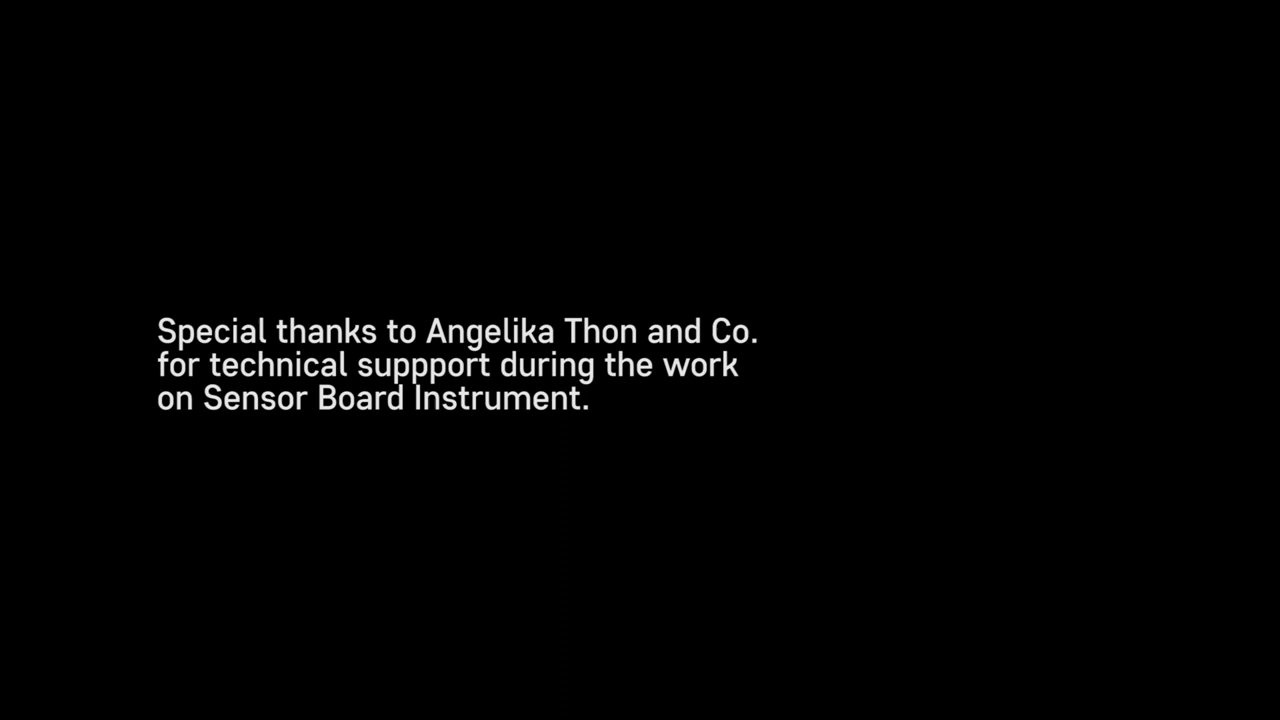 Special thanks to Angelika Thon and Co.
for technical suppport during the work
on Sensor Board Instrument.